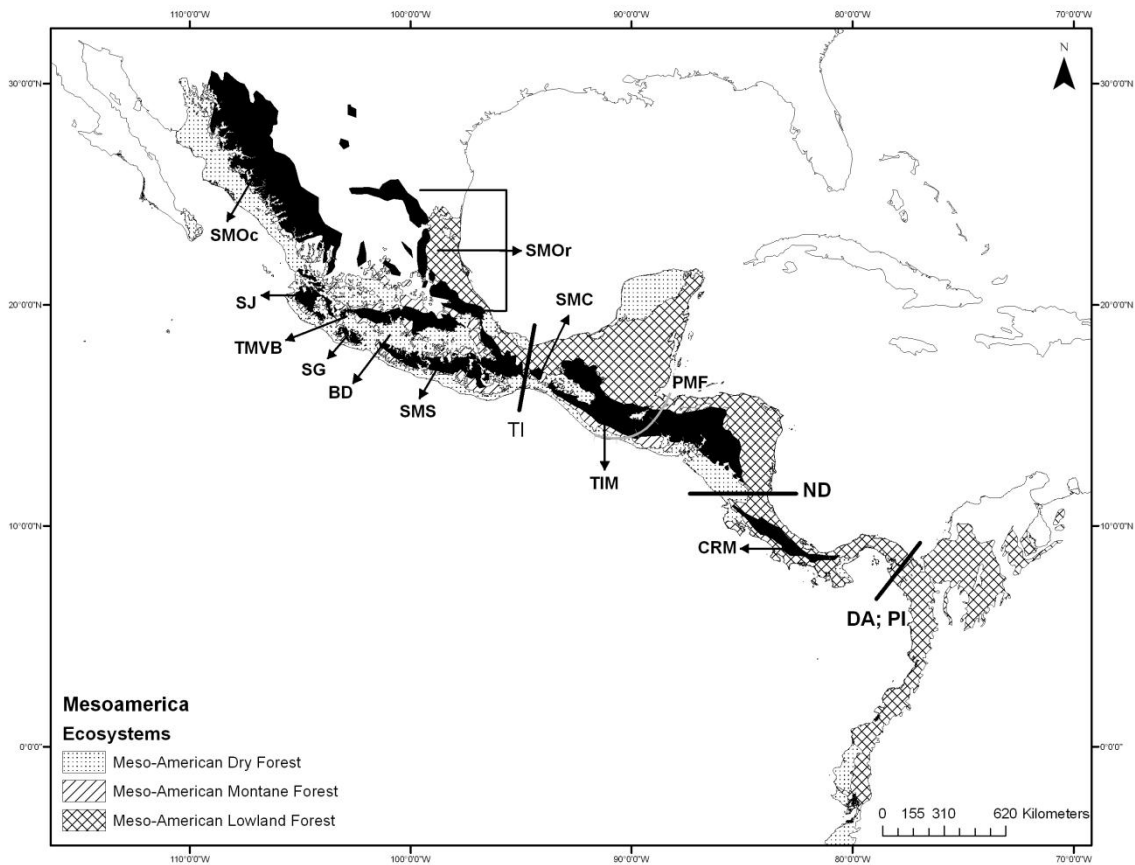 110°0'0"W 100°0'0"W 90°0'0"W 80°0'0"W 70°0'0"W
N
30°0'0"N 30°0'0"N
SMOc SMOr
SJ SMC
20°0'0"N 20°0'0"N
TMVB
SG PMF
BD
SMS
TI
TIM ND
10°0'0"N 10°0'0"N
CRM
DA; PI
Mesoamerica
Ecosystems
0°0'0" 0°0'0"
Meso-American Dry Forest
Meso-American Montane Forest
Meso-American Lowland Forest
0 155 310 620 Kilometers
110°0'0"W 100°0'0"W 90°0'0"W 80°0'0"W 70°0'0"W